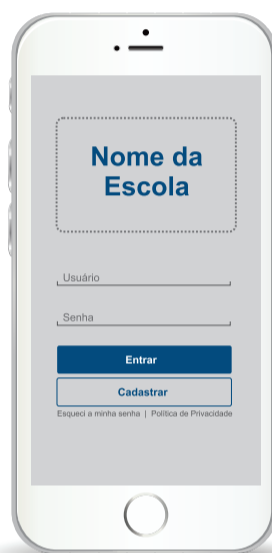 Nome da
Escola
Usuário
Senha
Entrar
Cadastrar
Esqueci a minha senha | Política de Privacidade